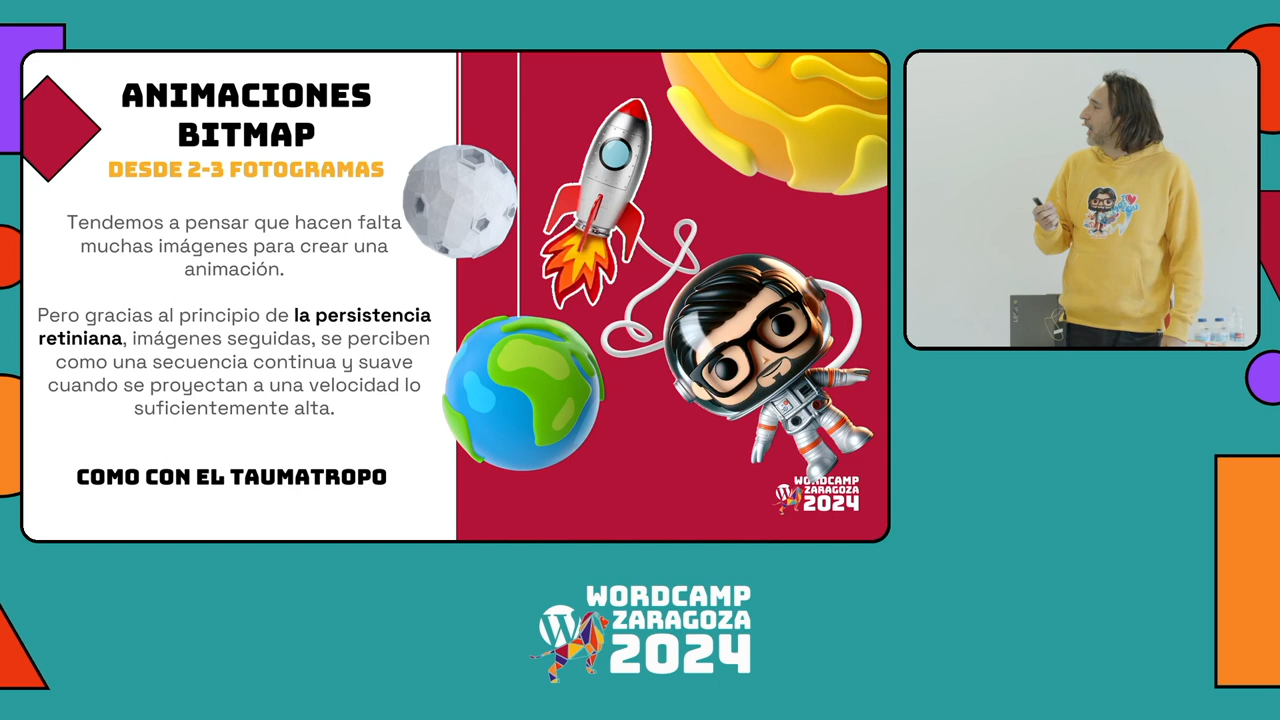 ANIMACIONES
BITMAP
DESDE 2-3 FOTOGRAMAS
Tendemos a pensar que hacen falta
muchas imágenes para crear una
animación.
Pero gracias al principio de la persistencia
retiniana, imágenes seguidas, se perciben
como una secuencia continua y suave
cuando se proyectan a una velocidad lo
suficientemente alta.
COMO CON EL TAUMATROPO
WORDCAMP
ZARAGOZA
2024
WORDCAMP
ZARAGOZA
2024